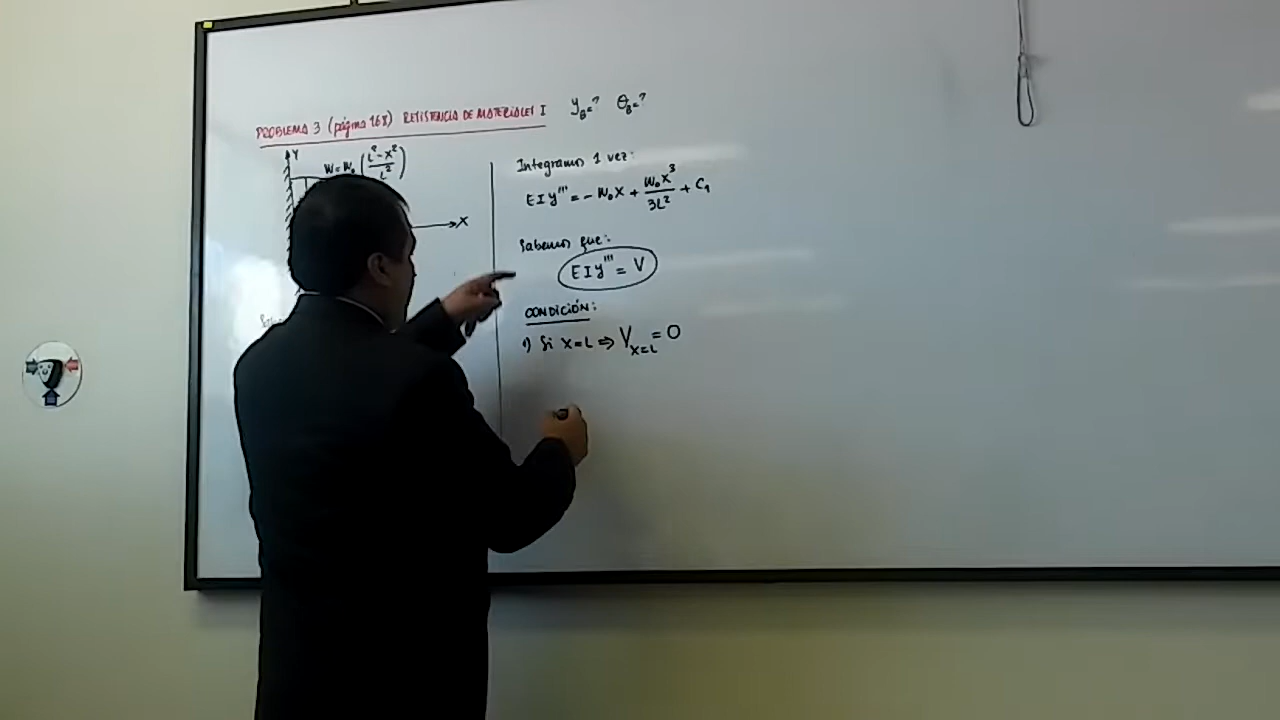 PROBLEMA 3 (página 168) RESISTENCIA DE MATERIALES I y_B=? θ_B=?
Y
W=W₀(L²-X²/L²)
X
Integramos 1 vez:
EIy''' = -W₀X + W₀X³/3L² + C₁
Sabemos que:
EIy''' = V
CONDICIÓN:
1) Si X=L ⇒ V_X=L = 0